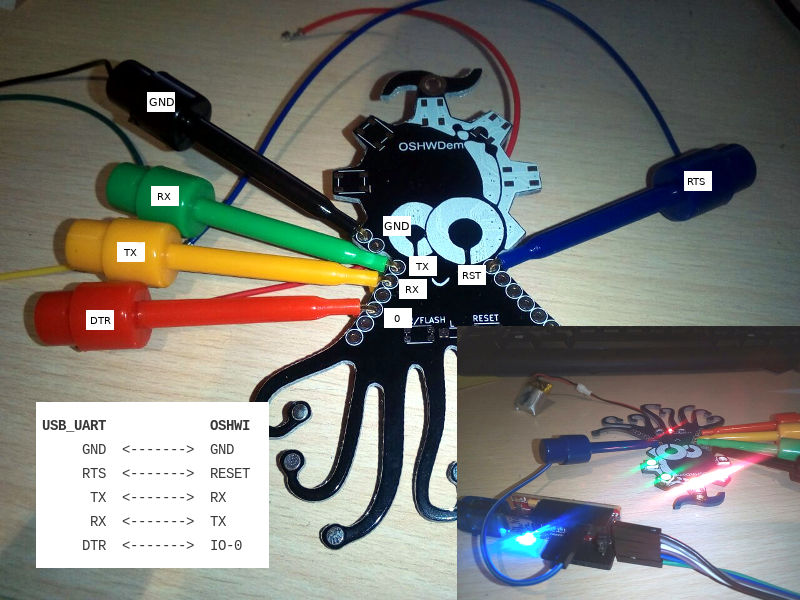 GND
OSHWDem
RX
RTS
GND
TX
TX
RST
RX
DTR
0
/FLASH
RESET
USB_UART OSHWI
GND <-------> GND
RTS <-------> RESET
TX <-------> RX
RX <-------> TX
DTR <-------> IO-0